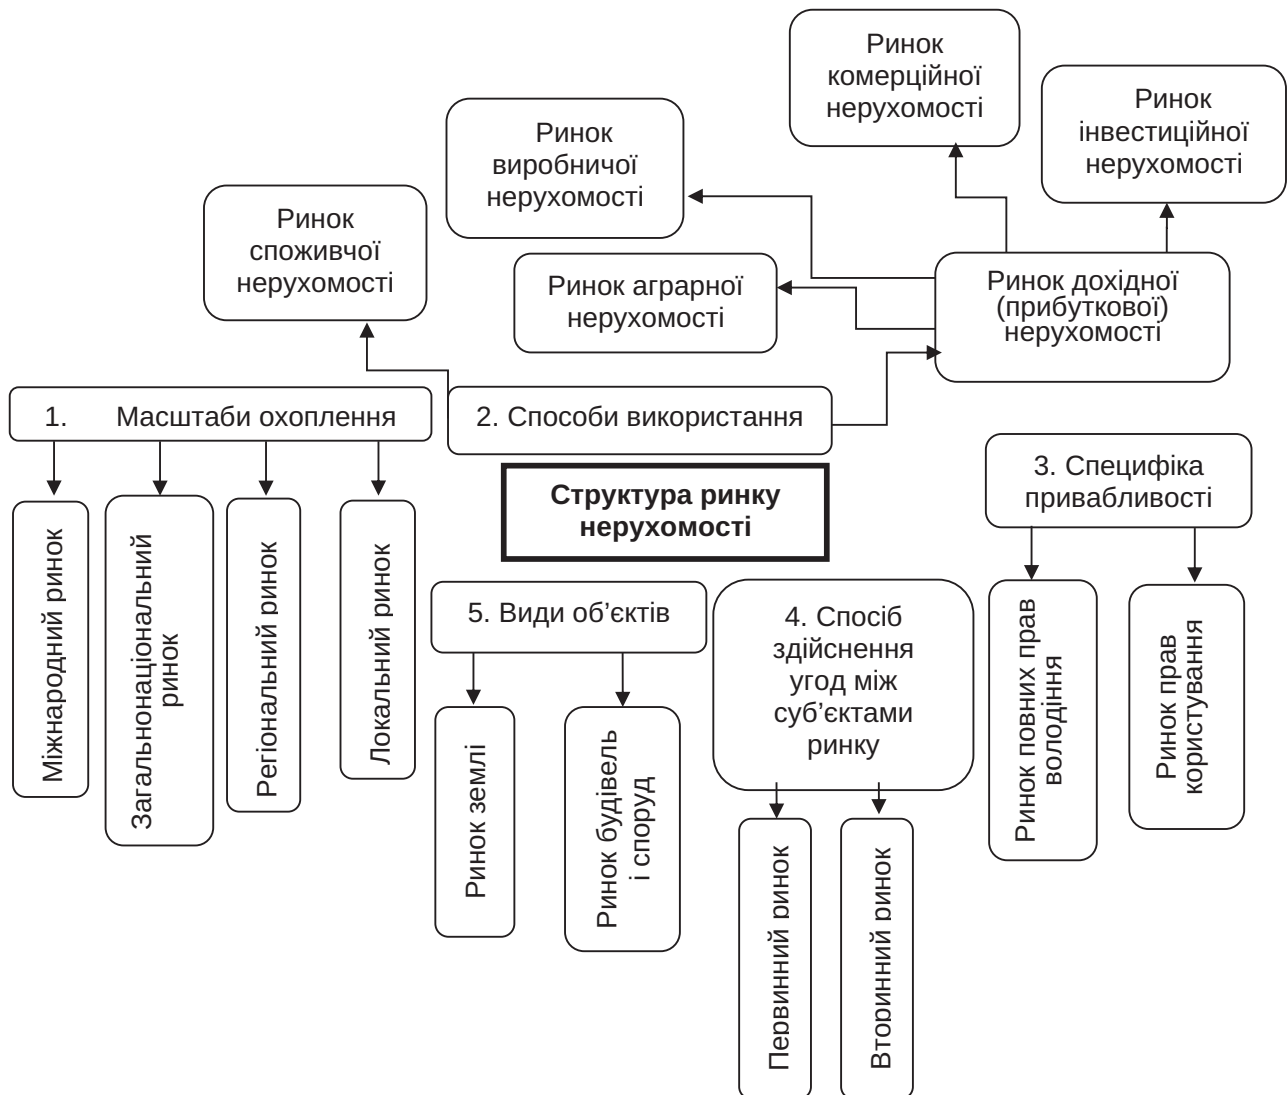 Ринок
комерційної
нерухомості
Ринок
інвестиційної
нерухомості
Ринок
виробничої
нерухомості
Ринок
споживчої
нерухомості
Ринок аграрної
нерухомості
Ринок дохідної
(прибуткової)
нерухомості
1. Масштаби охоплення
2. Способи використання
3. Специфіка
привабливості
Структура ринку
нерухомості
Міжнародний ринок
Загальнонаціональний
ринок
Регіональний ринок
Локальний ринок
5. Види об’єктів
4. Спосіб
здійснення
угод між
суб’єктами
ринку
Ринок повних прав
володіння
Ринок прав
користування
Ринок землі
Ринок будівель
і споруд
Первинний ринок
Вторинний ринок